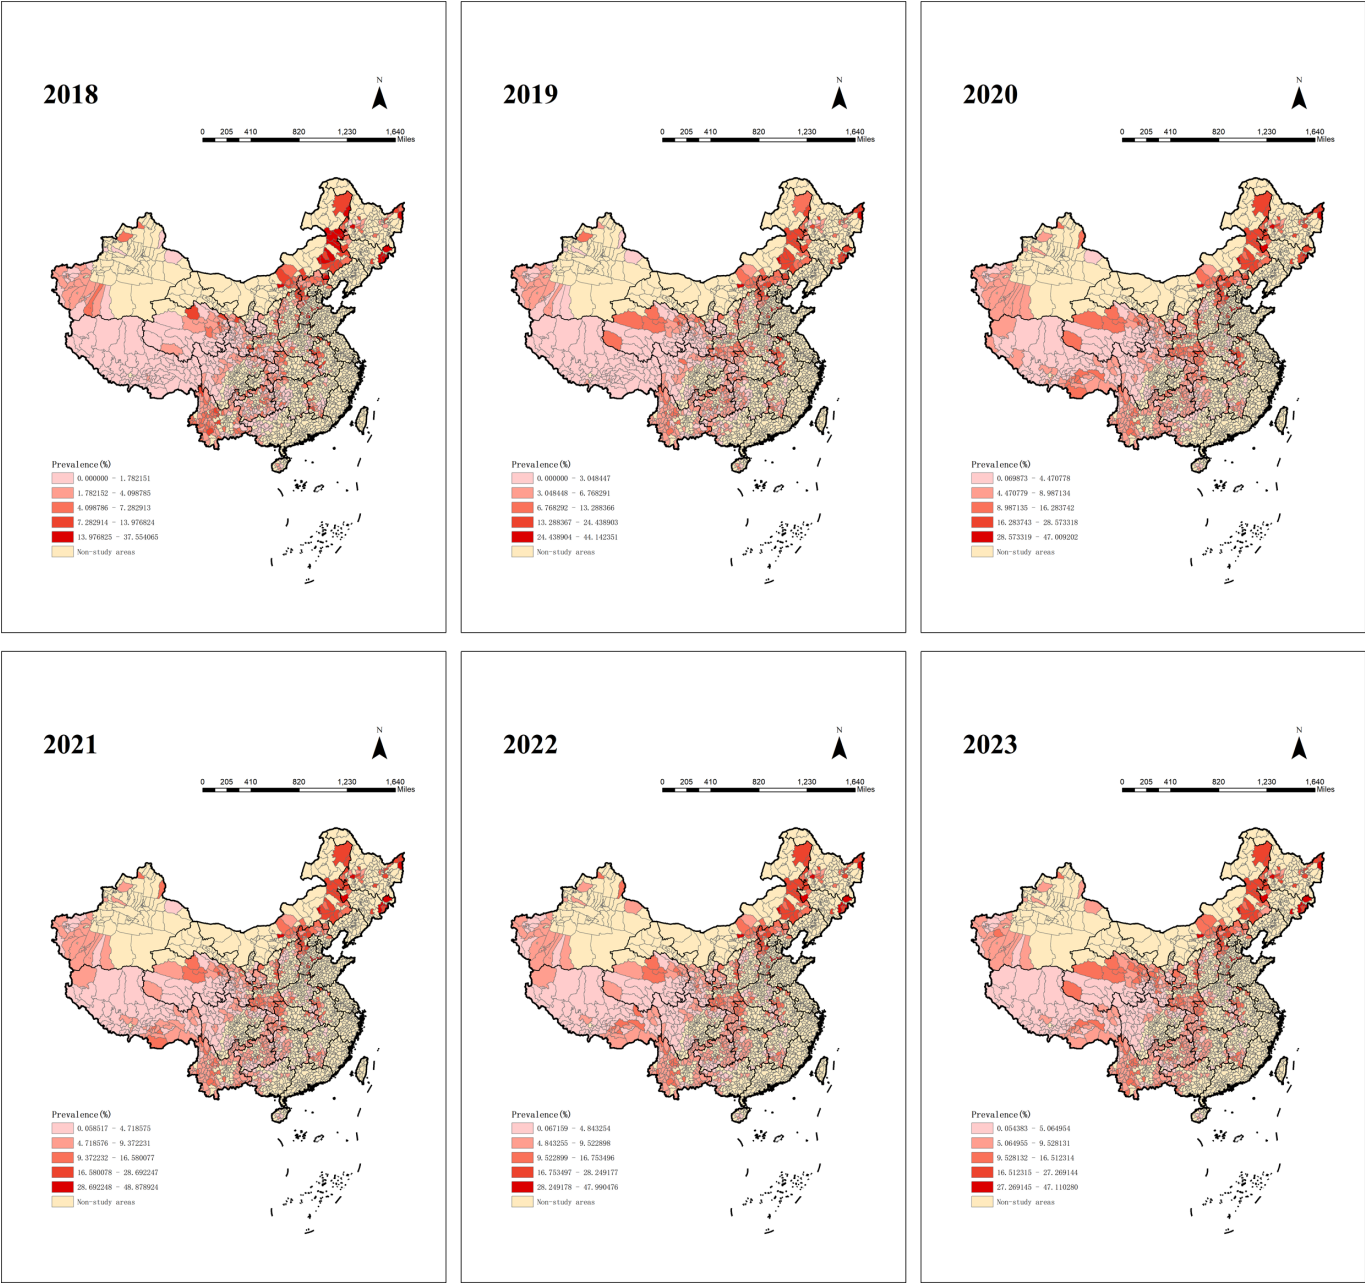 2018
N
0 205 410 820 1,230 1,640
Miles
Prevalence(%)
0.000000 - 1.782151
1.782152 - 4.098785
4.098786 - 7.282913
7.282914 - 13.976824
13.976825 - 37.554065
Non-study areas
2019
N
0 205 410 820 1,230 1,640
Miles
Prevalence(%)
0.000000 - 3.048447
3.048448 - 6.768291
6.768292 - 13.288366
13.288367 - 24.438903
24.438904 - 44.142351
Non-study areas
2020
N
0 205 410 820 1,230 1,640
Miles
Prevalence(%)
0.069873 - 4.470778
4.470779 - 8.987134
8.987135 - 16.283742
16.283743 - 28.573318
28.573319 - 47.009202
Non-study areas
2021
N
0 205 410 820 1,230 1,640
Miles
Prevalence(%)
0.058517 - 4.718575
4.718576 - 9.372231
9.372232 - 16.580077
16.580078 - 28.692247
28.692248 - 48.878924
Non-study areas
2022
N
0 205 410 820 1,230 1,640
Miles
Prevalence(%)
0.067159 - 4.843254
4.843255 - 9.522898
9.522899 - 16.753496
16.753497 - 28.249177
28.249178 - 47.990476
Non-study areas
2023
N
0 205 410 820 1,230 1,640
Miles
Prevalence(%)
0.054383 - 5.064954
5.064955 - 9.528131
9.528132 - 16.512314
16.512315 - 27.269144
27.269145 - 47.110280
Non-study areas